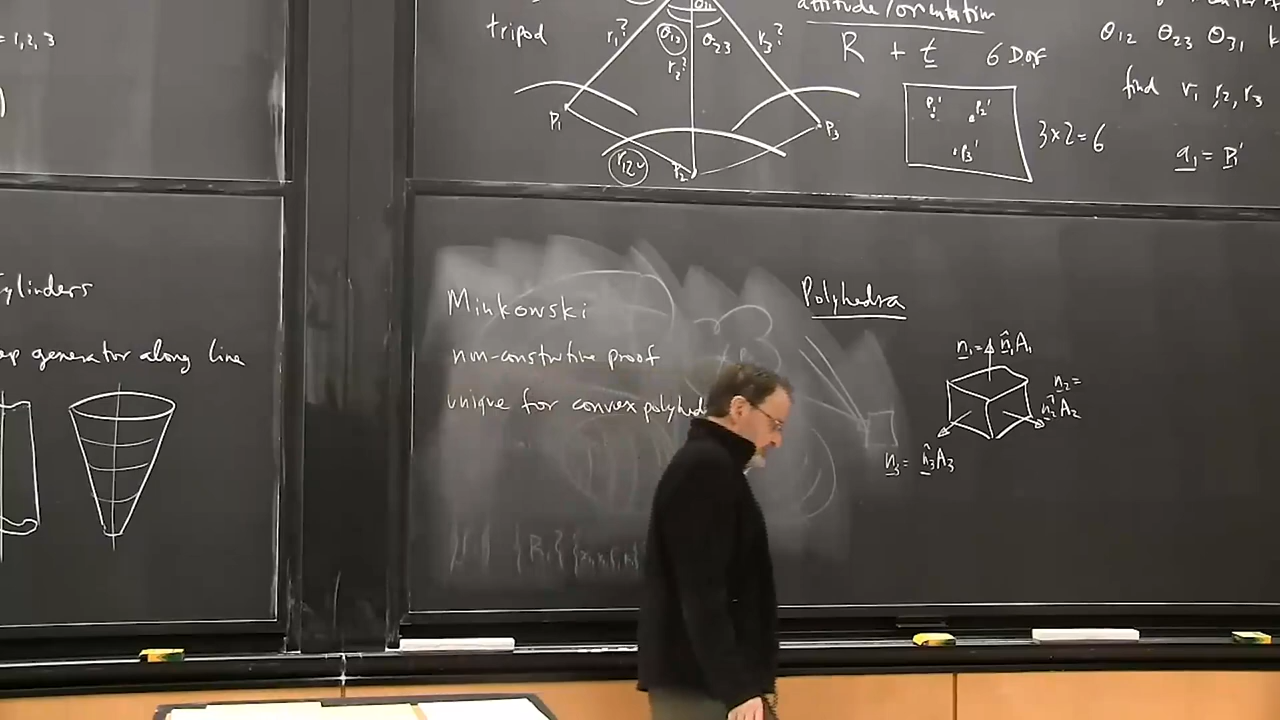 = 1, 2, 3
tripod
r₁?
θ₁₂
θ₂₃
r₂?
r₃?
P₁
r₁₂
P₂
P₃
attitude/orientation
R + t 6 DOF
P₁'
P₂'
P₃'
3×2=6
θ₁₂ θ₂₃ θ₃₁
find r₁, r₂, r₃
a₁ = P₁'
ylinders
generator along line
Minkowski
non-constrtive proof
unique for convex polyhed
Polyhedra
n₁ = n̂₁A₁
n₂ =
n̂₂A₂
n₃ = n̂₃A₃